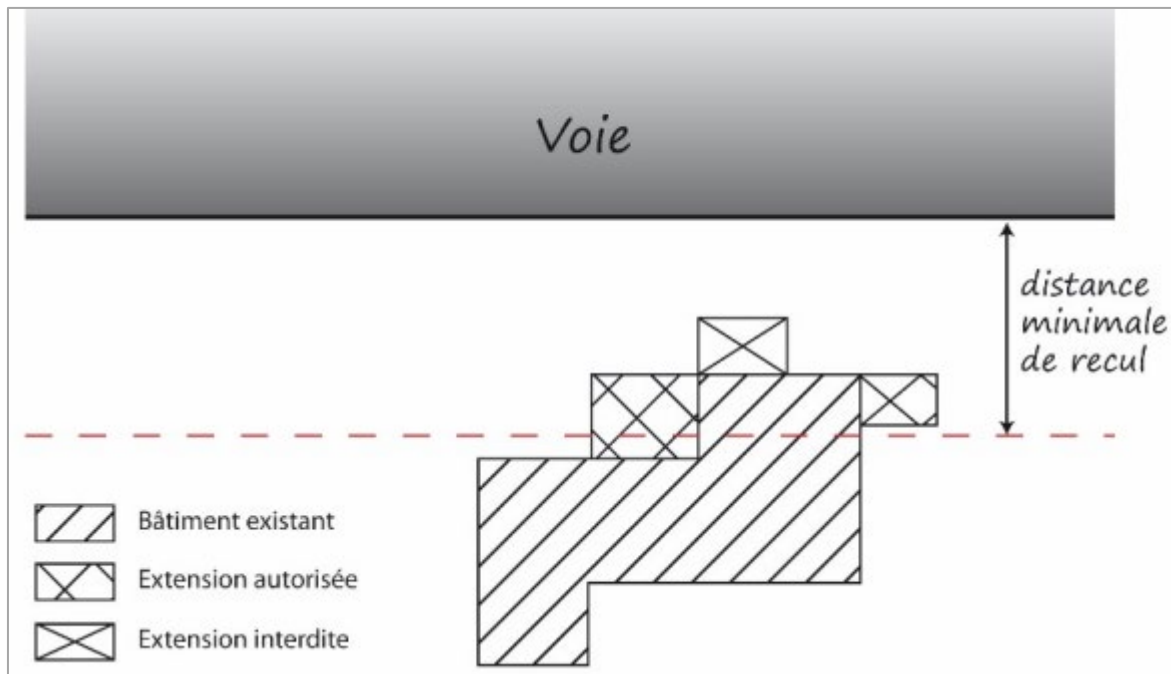 Voie
distance
minimale
de recul
Bâtiment existant
Extension autorisée
Extension interdite